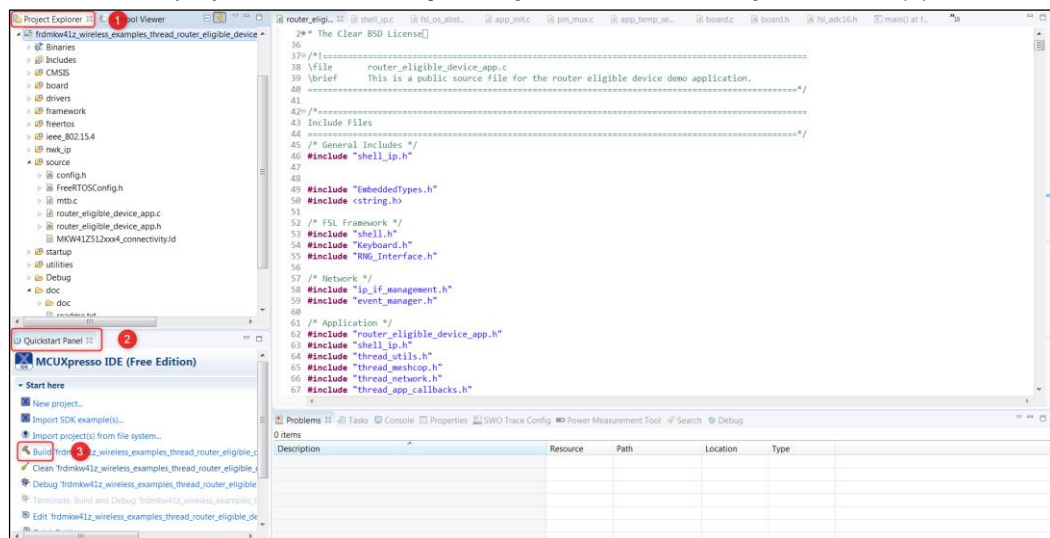 Project Explorer
1
ool Viewer
frdmkw41z_wireless_examples_thread_router_eligible_device
Binaries
Includes
CMSIS
board
drivers
framework
freertos
ieee_802.15.4
nwk_ip
source
config.h
FreeRTOSConfig.h
mtb.c
router_eligible_device_app.c
router_eligible_device_app.h
MKW41Z512xxx4_connectivity.ld
startup
utilities
Debug
doc
doc
readme.txt
Quickstart Panel
2
MCUXpresso IDE (Free Edition)
IDE
Start here
New project...
Import SDK example(s)...
Import project(s) from file system...
3
Build 'frdm z_wireless_examples_thread_router_eligible_c
Clean 'frdmkw41z_wireless_examples_thread_router_eligible_
Debug 'frdmkw41z_wireless_examples_thread_router_eligible
Terminate, Build and Debug 'frdmkw41z_wireless_examples_t
Edit 'frdmkw41z_wireless_examples_thread_router_eligible_de
router_eligi... shell_ip.c fsl_os_abst... app_init.c pin_mux.c app_temp_se... board.c board.h fsl_adc16.h main() at f... »10
2 * The Clear BSD License
36
37 /*!=================================================================================================
38 \file router_eligible_device_app.c
39 \brief This is a public source file for the router eligible device demo application.
40 ==================================================================================================*/
41
42 /*==================================================================================================
43 Include Files
44 ==================================================================================================*/
45 /* General Includes */
46 #include "shell_ip.h"
47
48
49 #include "EmbeddedTypes.h"
50 #include <string.h>
51
52 /* FSL Framework */
53 #include "shell.h"
54 #include "Keyboard.h"
55 #include "RNG_Interface.h"
56
57 /* Network */
58 #include "ip_if_management.h"
59 #include "event_manager.h"
60
61 /* Application */
62 #include "router_eligible_device_app.h"
63 #include "shell_ip.h"
64 #include "thread_utils.h"
65 #include "thread_meshcop.h"
66 #include "thread_network.h"
67 #include "thread_app_callbacks.h"
Problems Tasks Console Properties SWO Trace Config Power Measurement Tool Search Debug
0 items
Description Resource Path Location Type